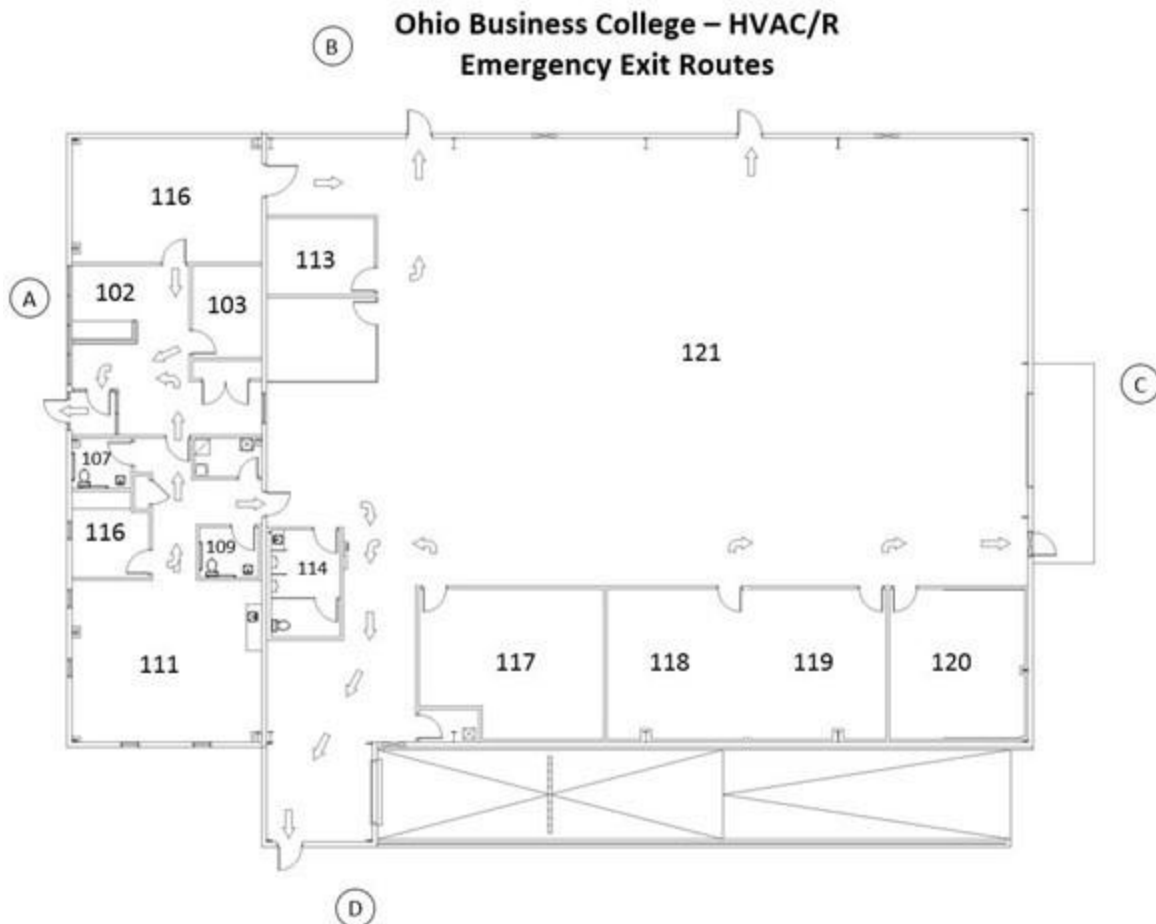 Ohio Business College – HVAC/R
Emergency Exit Routes
B
116
113
102
103
A
121
C
107
116
109
114
111
117
118
119
120
D